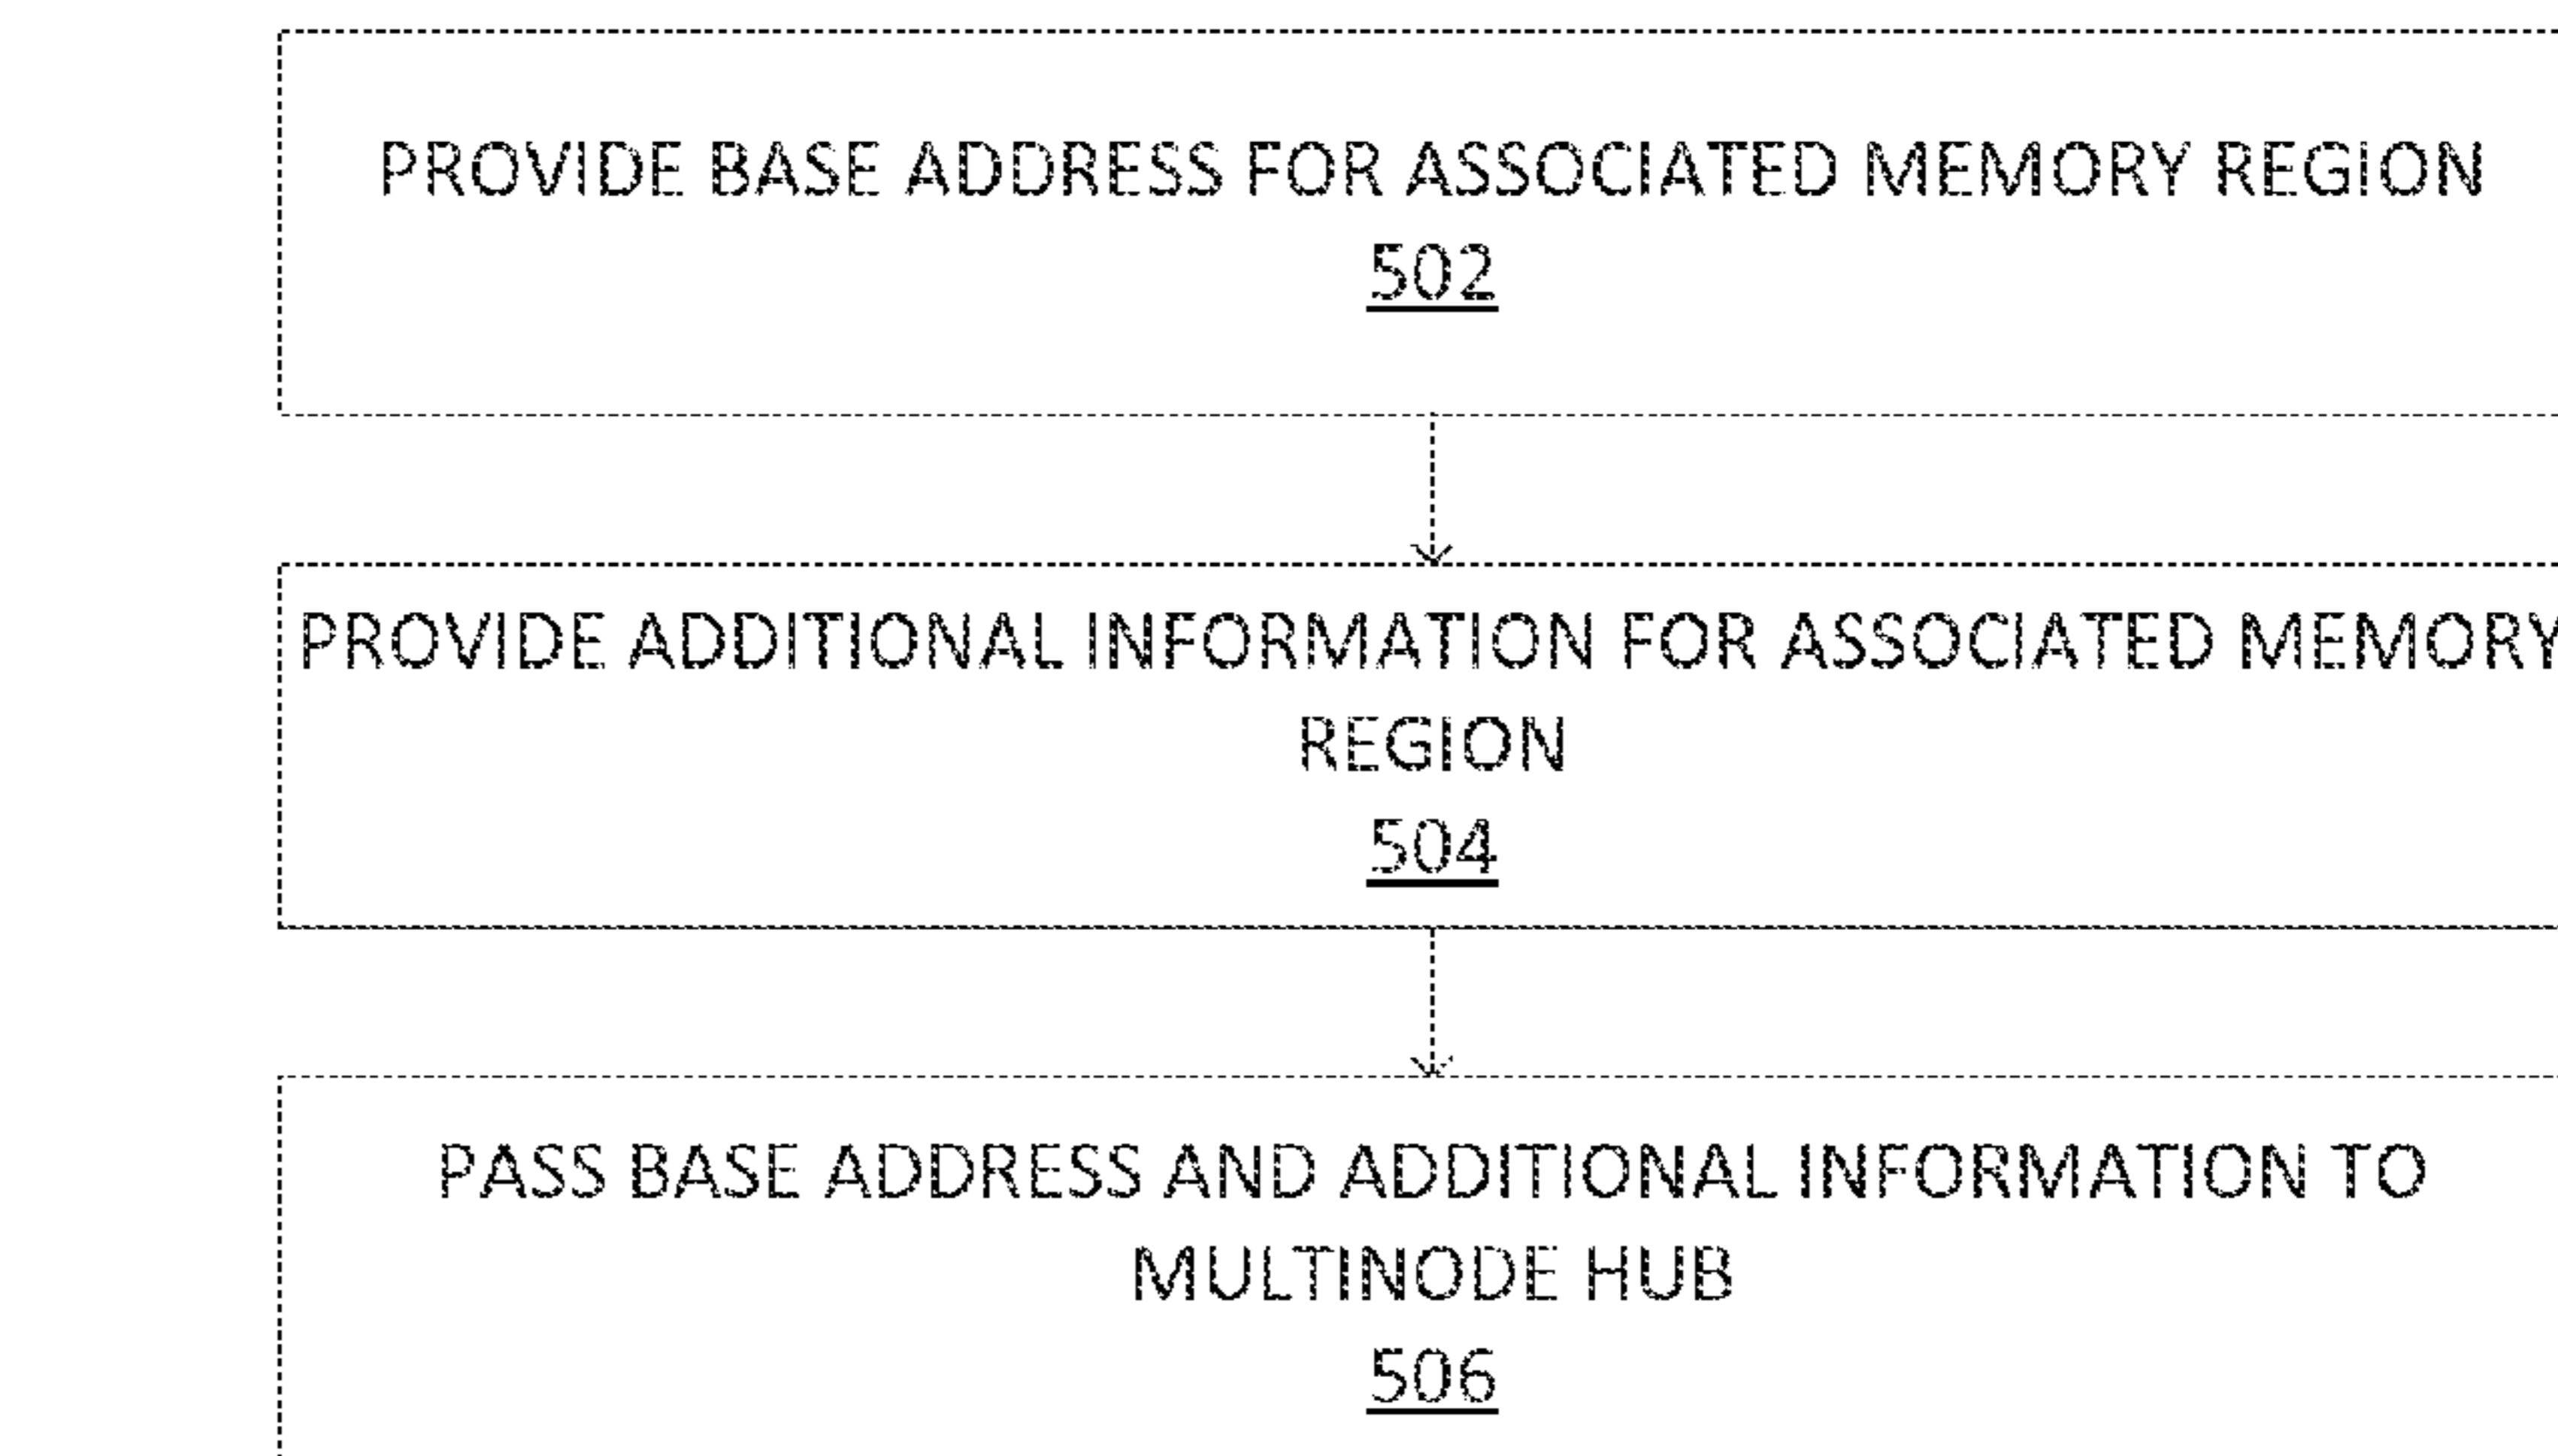 PROVIDE BASE ADDRESS FOR ASSOCIATED MEMORY REGION
502
PROVIDE ADDITIONAL INFORMATION FOR ASSOCIATED MEMORY
REGION
504
PASS BASE ADDRESS AND ADDITIONAL INFORMATION TO
MULTINODE HUB
506